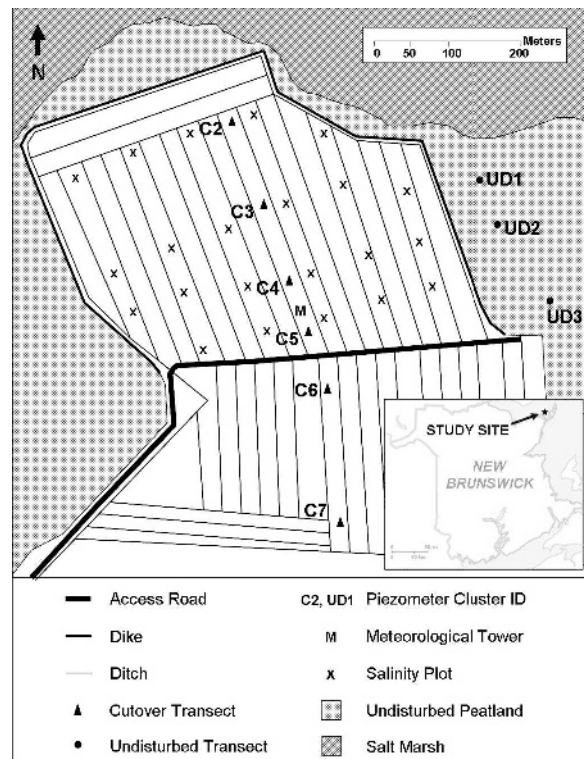 N
Meters
0 50 100 200
C2
C3
C4
M
C5
C6
C7
UD1
UD2
UD3
STUDY SITE
NEW
BRUNSWICK
Access Road
Dike
Ditch
Cutover Transect
Undisturbed Transect
C2, UD1 Piezometer Cluster ID
M Meteorological Tower
x Salinity Plot
Undisturbed Peatland
Salt Marsh